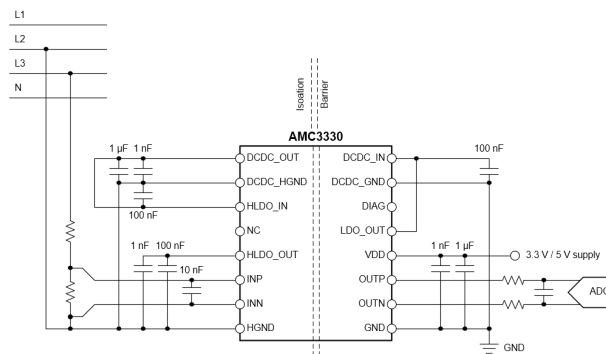 L1
L2
L3
N
Isoation
Barrier
AMC3330
1 µF
1 nF
DCDC_OUT
DCDC_IN
100 nF
DCDC_HGND
DCDC_GND
100 nF
HLDO_IN
DIAG
NC
LDO_OUT
1 nF
100 nF
HLDO_OUT
VDD
1 nF
1 µF
3.3 V / 5 V supply
10 nF
INP
OUTP
ADC
INN
OUTN
HGND
GND
GND